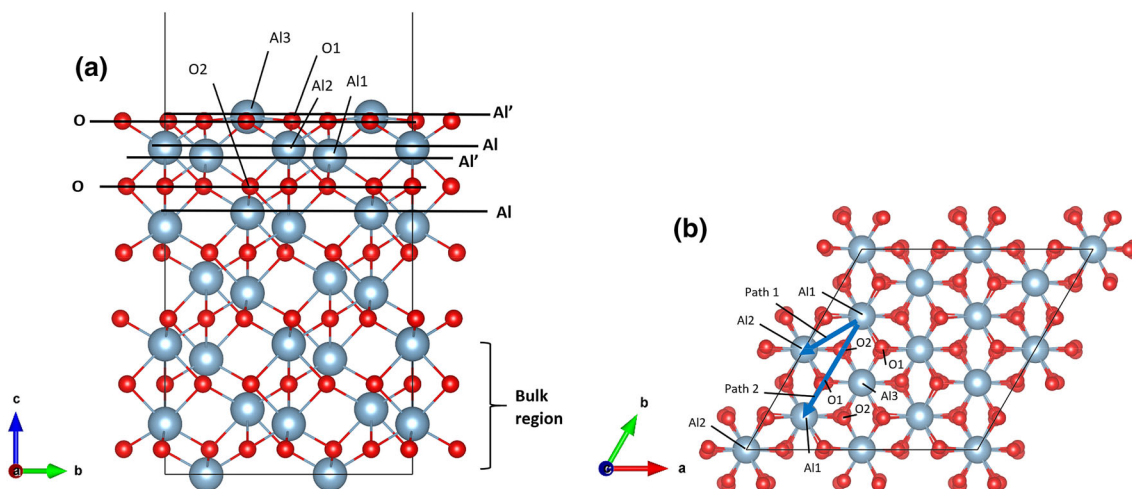 (a)
Al3
O1
O2
Al2
Al1
Al’
O
Al
Al’
O
Al
Bulk
region
c
a
b
(b)
Path 1
Al1
Al2
O2
O1
O1
Al3
Path 2
O2
Al2
Al1
b
c
a